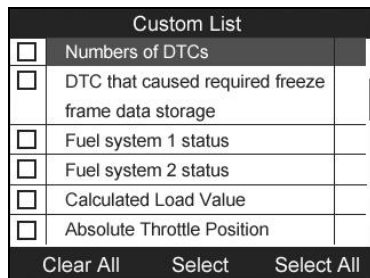 Custom List
Numbers of DTCs
DTC that caused required freeze
frame data storage
Fuel system 1 status
Fuel system 2 status
Calculated Load Value
Absolute Throttle Position
Clear All Select Select All